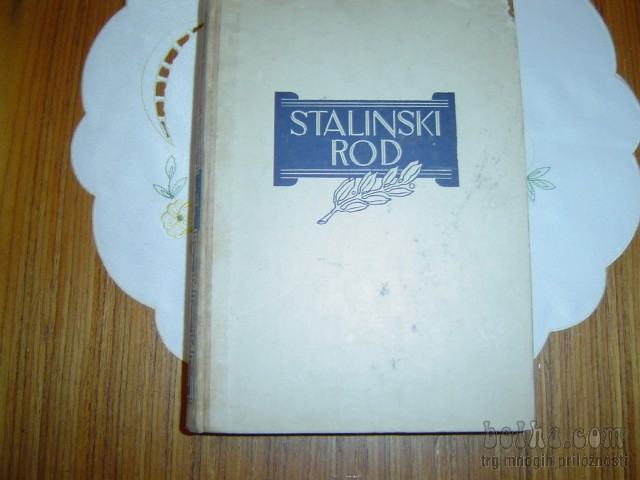 STALINSKI
ROD
bolha.com
trg mnogih priložnosti